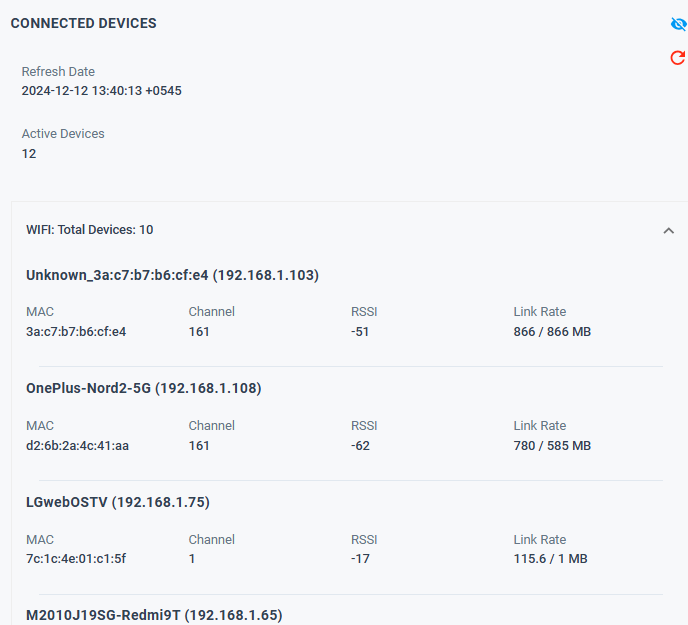 CONNECTED DEVICES
Refresh Date
2024-12-12 13:40:13 +0545
Active Devices
12
WIFI: Total Devices: 10
Unknown_3a:c7:b7:b6:cf:e4 (192.168.1.103)
MAC Channel RSSI Link Rate
3a:c7:b7:b6:cf:e4 161 -51 866 / 866 MB
OnePlus-Nord2-5G (192.168.1.108)
MAC Channel RSSI Link Rate
d2:6b:2a:4c:41:aa 161 -62 780 / 585 MB
LGwebOSTV (192.168.1.75)
MAC Channel RSSI Link Rate
7c:1c:4e:01:c1:5f 1 -17 115.6 / 1 MB
M2010J19SG-Redmi9T (192.168.1.65)